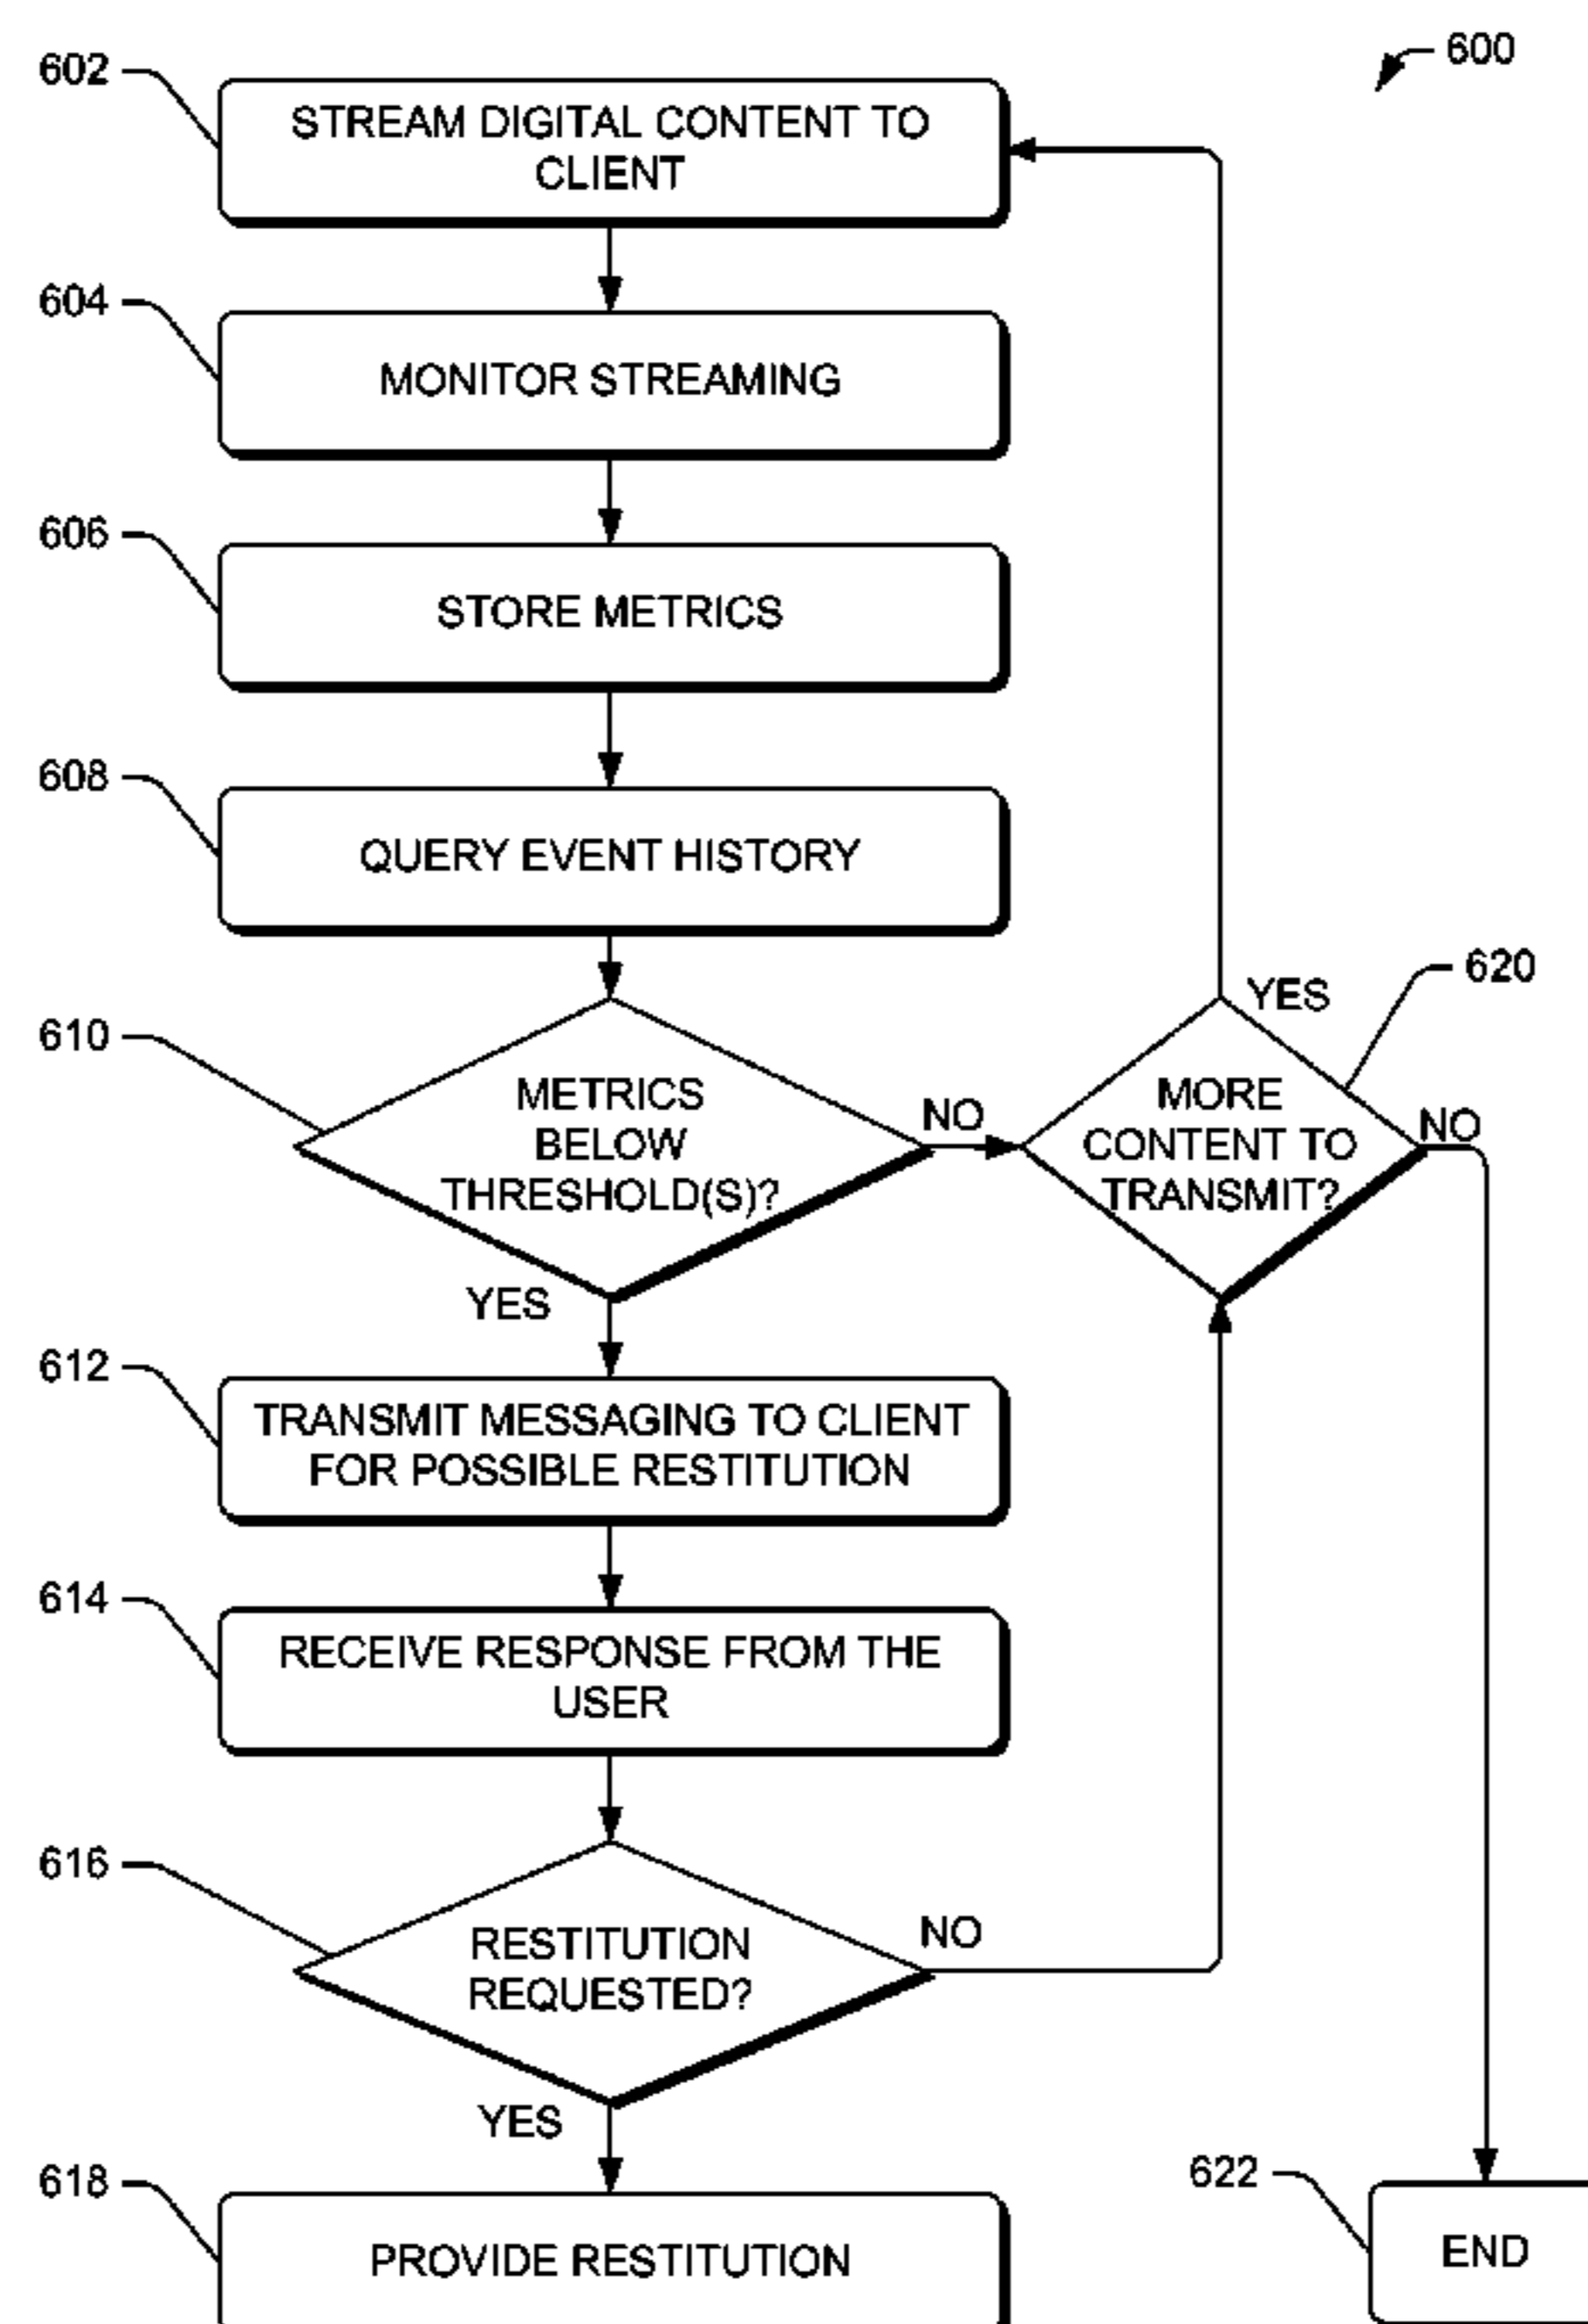 600
602
STREAM DIGITAL CONTENT TO
CLIENT
604
MONITOR STREAMING
606
STORE METRICS
608
QUERY EVENT HISTORY
610
METRICS
BELOW
THRESHOLD(S)?
NO
YES
620
MORE
CONTENT TO
TRANSMIT?
YES
NO
612
TRANSMIT MESSAGING TO CLIENT
FOR POSSIBLE RESTITUTION
614
RECEIVE RESPONSE FROM THE
USER
616
RESTITUTION
REQUESTED?
NO
YES
618
PROVIDE RESTITUTION
622
END